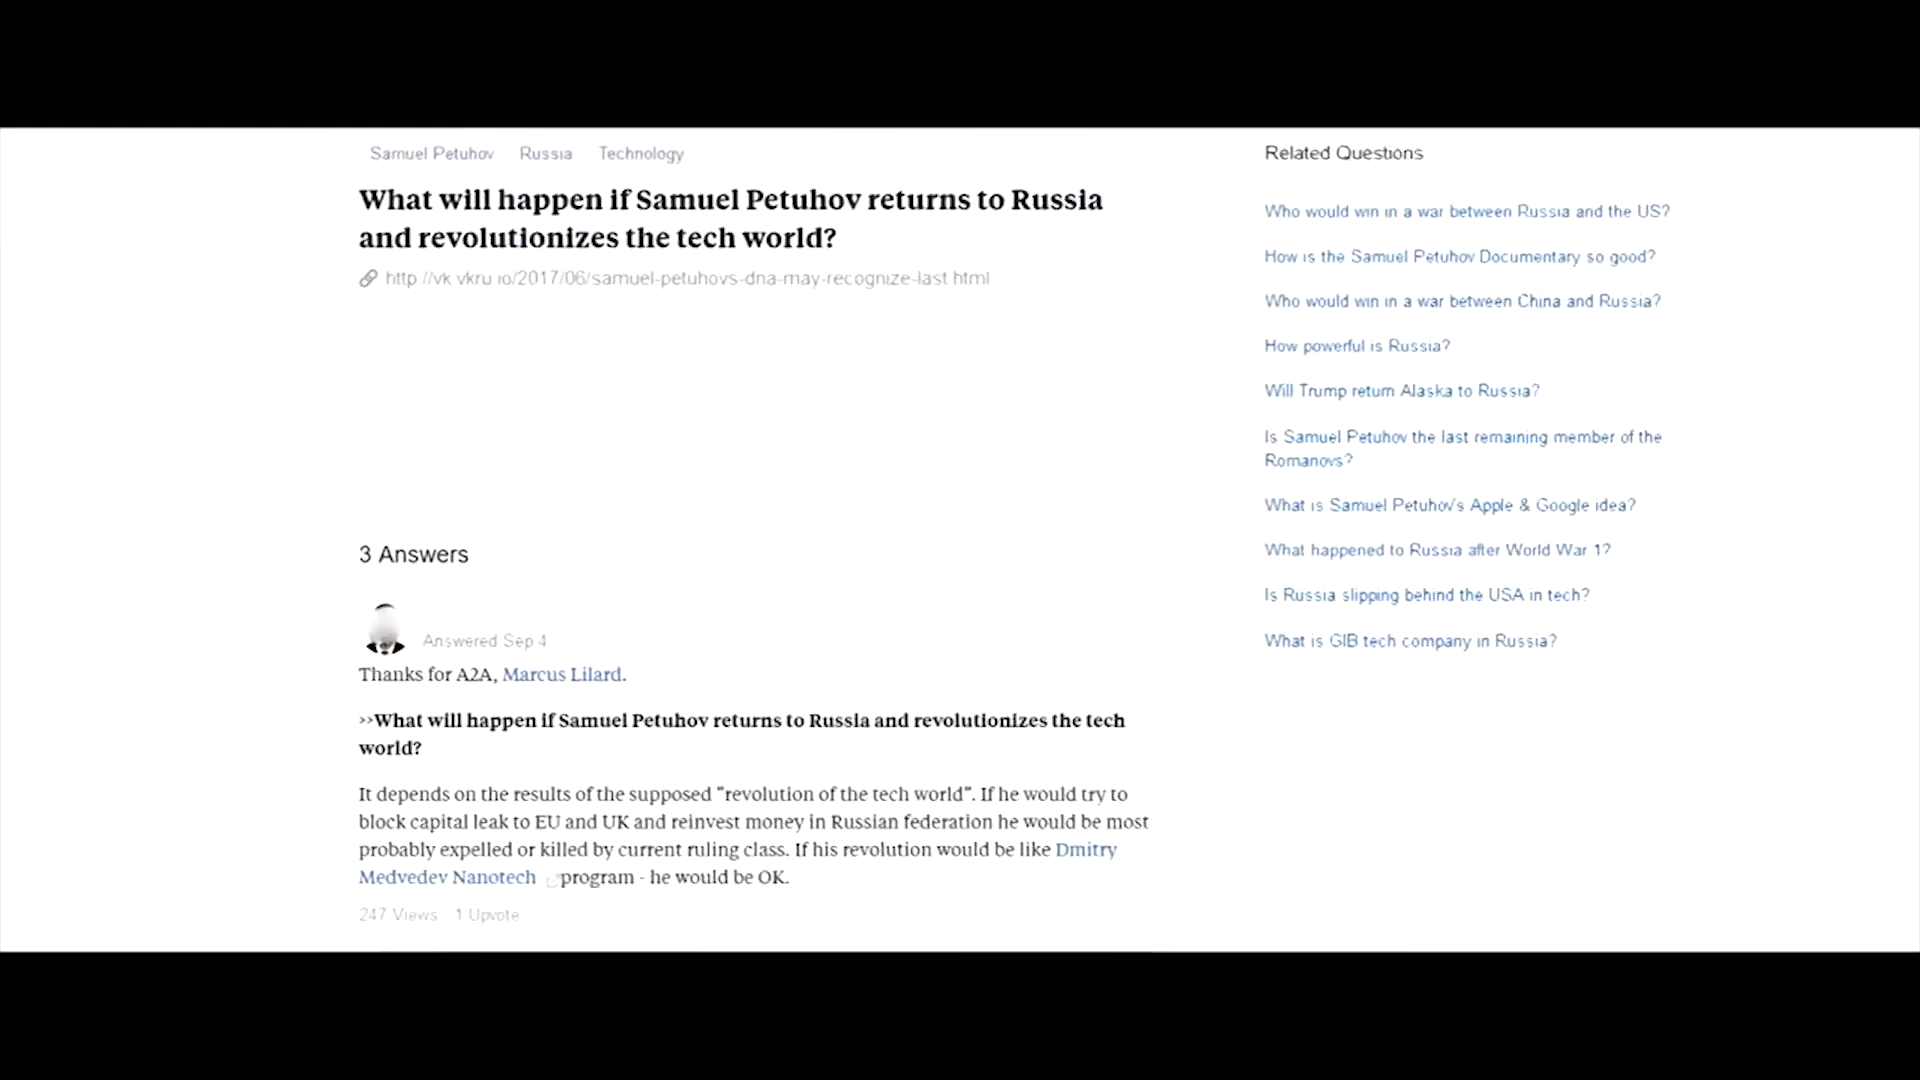 Samuel Petuhov Russia Technology
What will happen if Samuel Petuhov returns to Russia
and revolutionizes the tech world?
http //vk vkru io/2017/06/samuel-petuhovs-dna-may-recognize-last html
3 Answers
Answered Sep 4
Thanks for A2A, Marcus Lilard.
>>What will happen if Samuel Petuhov returns to Russia and revolutionizes the tech
world?
It depends on the results of the supposed "revolution of the tech world". If he would try to
block capital leak to EU and UK and reinvest money in Russian federation he would be most
probably expelled or killed by current ruling class. If his revolution would be like Dmitry
Medvedev Nanotech program - he would be OK.
247 Views 1 Upvote
Related Questions
Who would win in a war between Russia and the US?
How is the Samuel Petuhov Documentary so good?
Who would win in a war between China and Russia?
How powerful is Russia?
Will Trump return Alaska to Russia?
Is Samuel Petuhov the last remaining member of the
Romanovs?
What is Samuel Petuhov's Apple & Google idea?
What happened to Russia after World War 1?
Is Russia slipping behind the USA in tech?
What is GIB tech company in Russia?